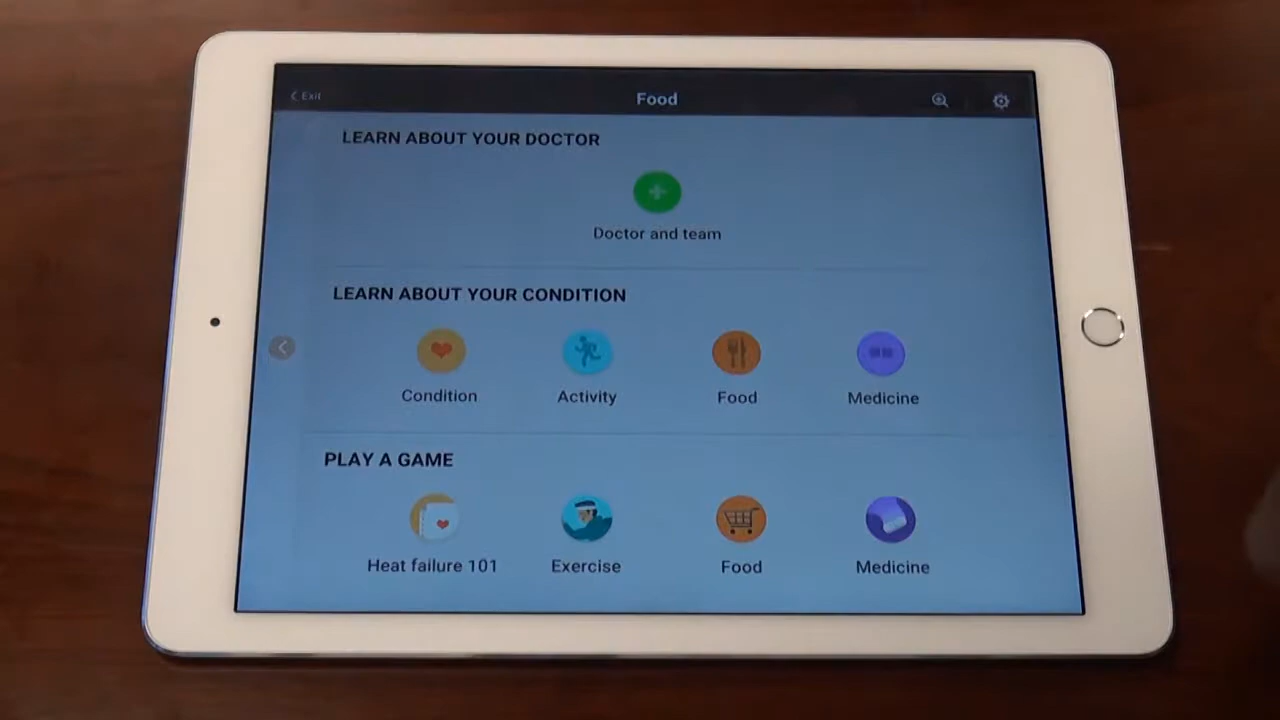 Exit
Food
LEARN ABOUT YOUR DOCTOR
Doctor and team
LEARN ABOUT YOUR CONDITION
Condition Activity Food Medicine
PLAY A GAME
Heat failure 101 Exercise Food Medicine